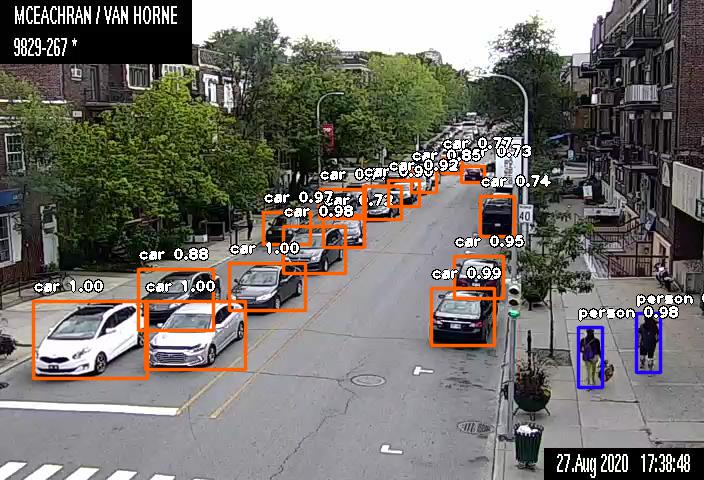 MCEACHRAN / VAN HORNE
9829-267 *
car 0.77
car 0.85
0.73
car 0.92
car 0.74
car 0.97
car 0.98
car 0.88
car 1.00
car 0.95
car 0.99
car 1.00
car 1.00
person
person 0.98
40
27.Aug 2020 17:38:48